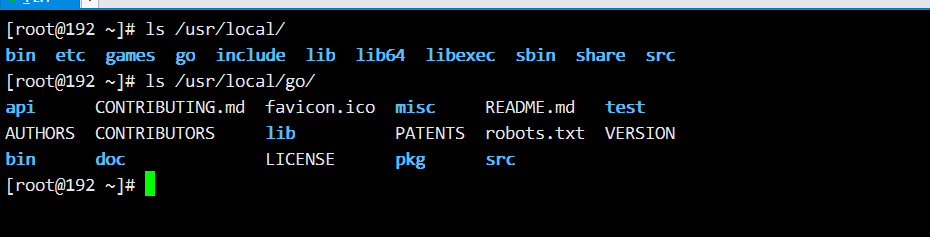 [root@192 ~]# ls /usr/local/
bin etc games go include lib lib64 libexec sbin share src
[root@192 ~]# ls /usr/local/go/
api CONTRIBUTING.md favicon.ico misc README.md test
AUTHORS CONTRIBUTORS lib PATENTS robots.txt VERSION
bin doc LICENSE pkg src
[root@192 ~]#